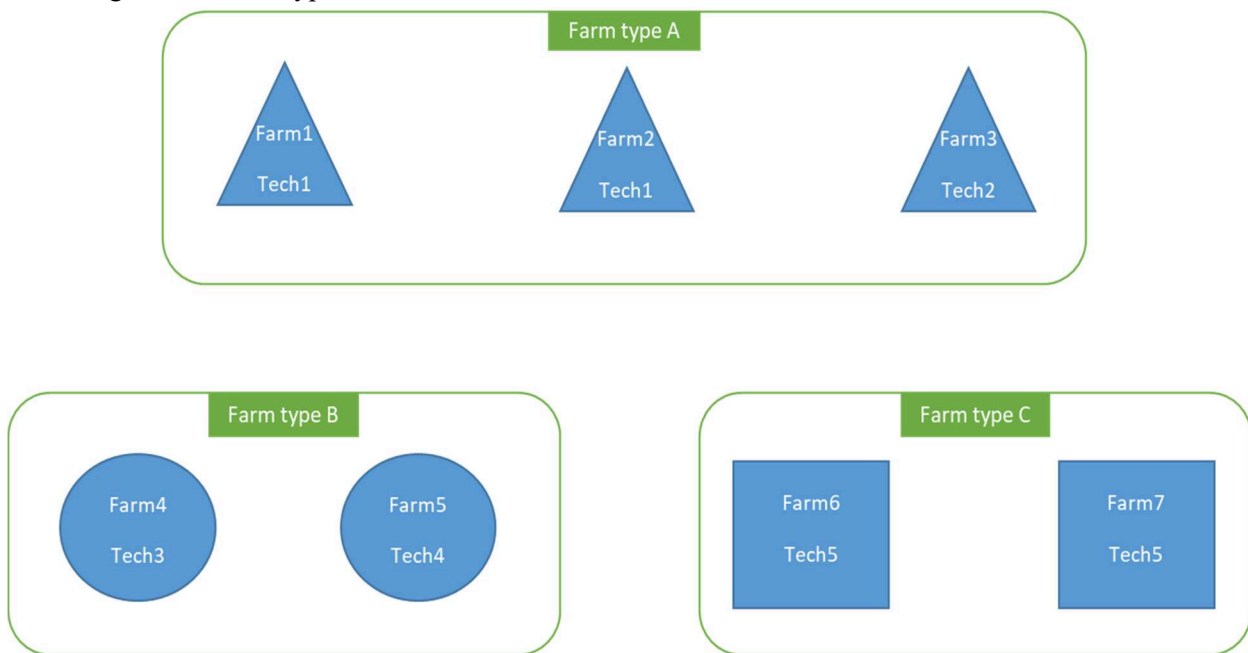 Farm type A
Farm1
Tech1
Farm2
Tech1
Farm3
Tech2
Farm type B
Farm4
Tech3
Farm5
Tech4
Farm type C
Farm6
Tech5
Farm7
Tech5